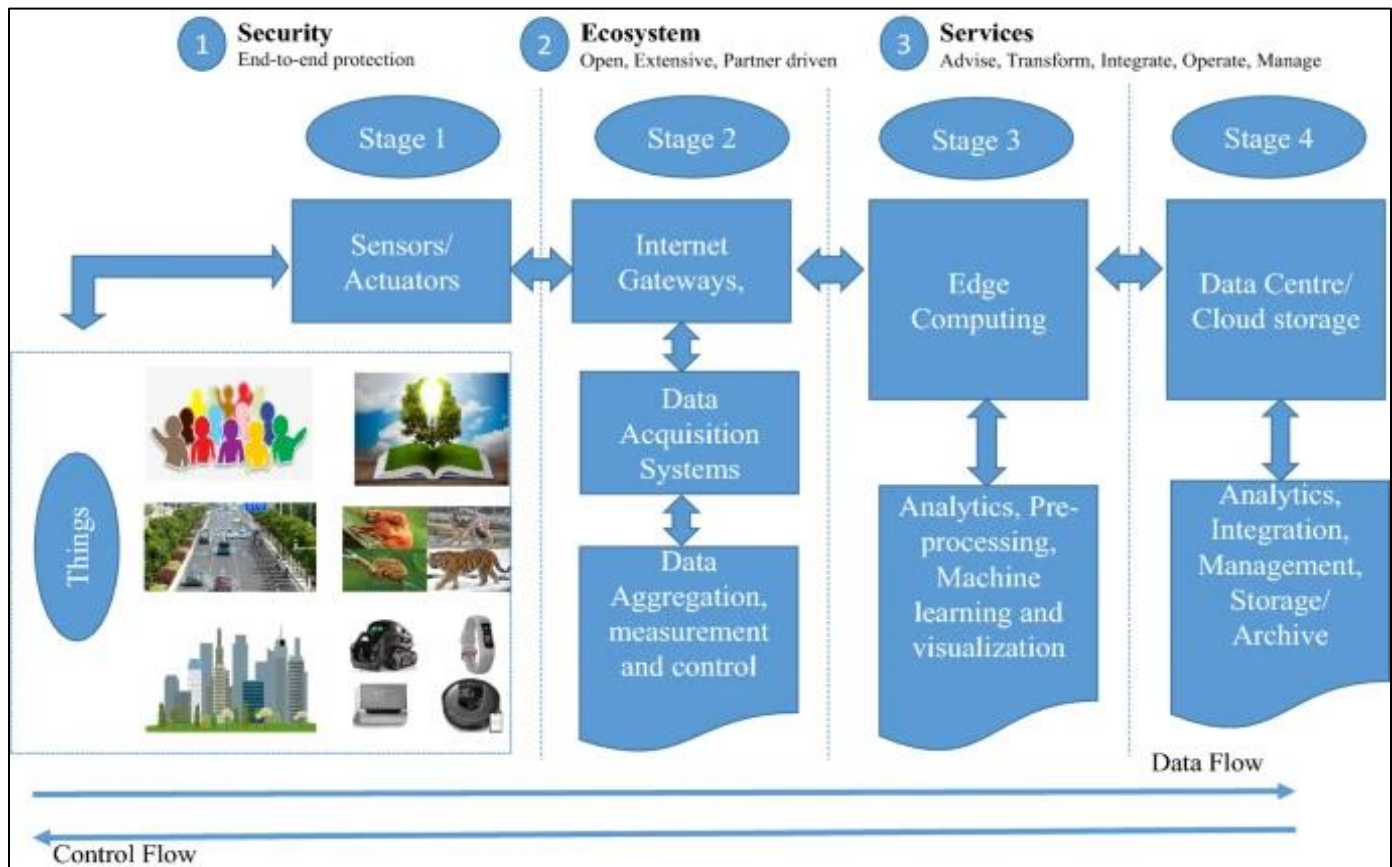 1 Security
End-to-end protection
2 Ecosystem
Open, Extensive, Partner driven
3 Services
Advise, Transform, Integrate, Operate, Manage
Stage 1
Stage 2
Stage 3
Stage 4
Sensors/
Actuators
Internet
Gateways,
Edge
Computing
Data Centre/
Cloud storage
Things
Data
Acquisition
Systems
Data
Aggregation,
measurement
and control
Analytics, Pre-
processing,
Machine
learning and
visualization
Analytics,
Integration,
Management,
Storage/
Archive
Data Flow
Control Flow